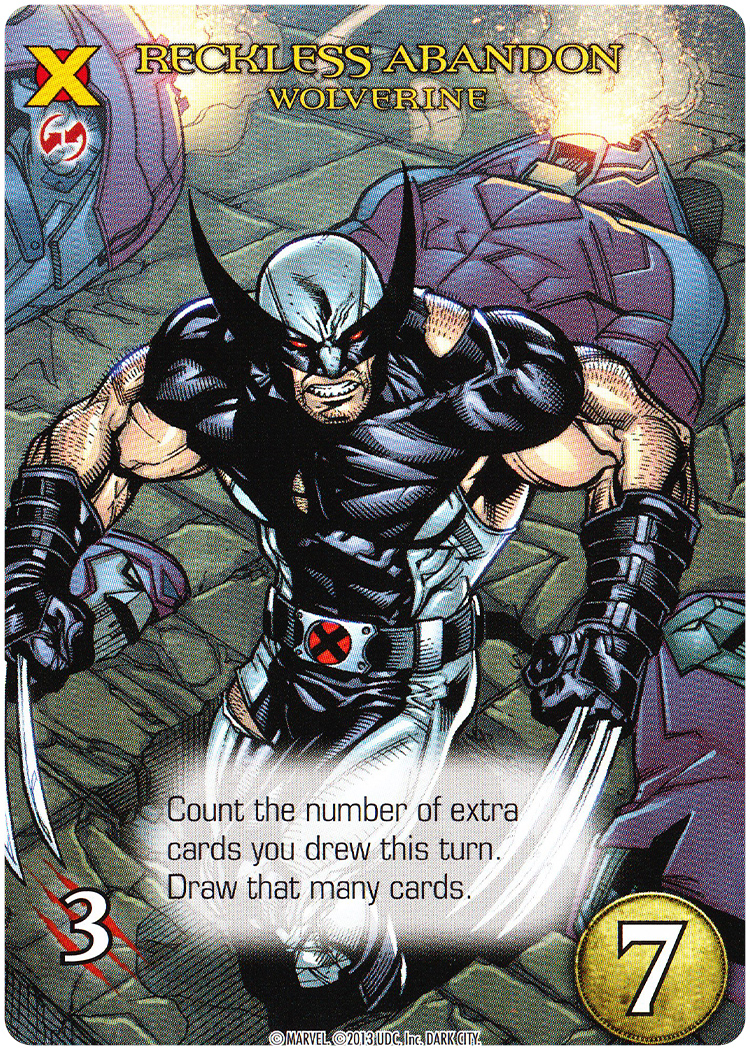 RECKLESS ABANDON
WOLVERINE
Count the number of extra
cards you drew this turn.
Draw that many cards.
3
7
© MARVEL. ©2013 UDC, Inc. DARK CITY.